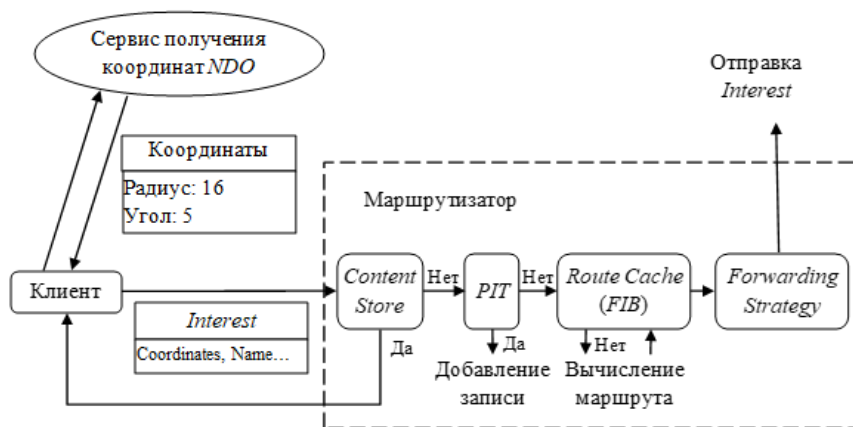 Сервис получения
координат NDO
Отправка
Interest
Координаты
Радиус: 16
Угол: 5
Маршрутизатор
Клиент
Content
Store
Нет
PIT
Нет
Route Cache
(FIB)
Forwarding
Strategy
Interest
Coordinates, Name...
Да
Да
Добавление
записи
Нет
Вычисление
маршрута